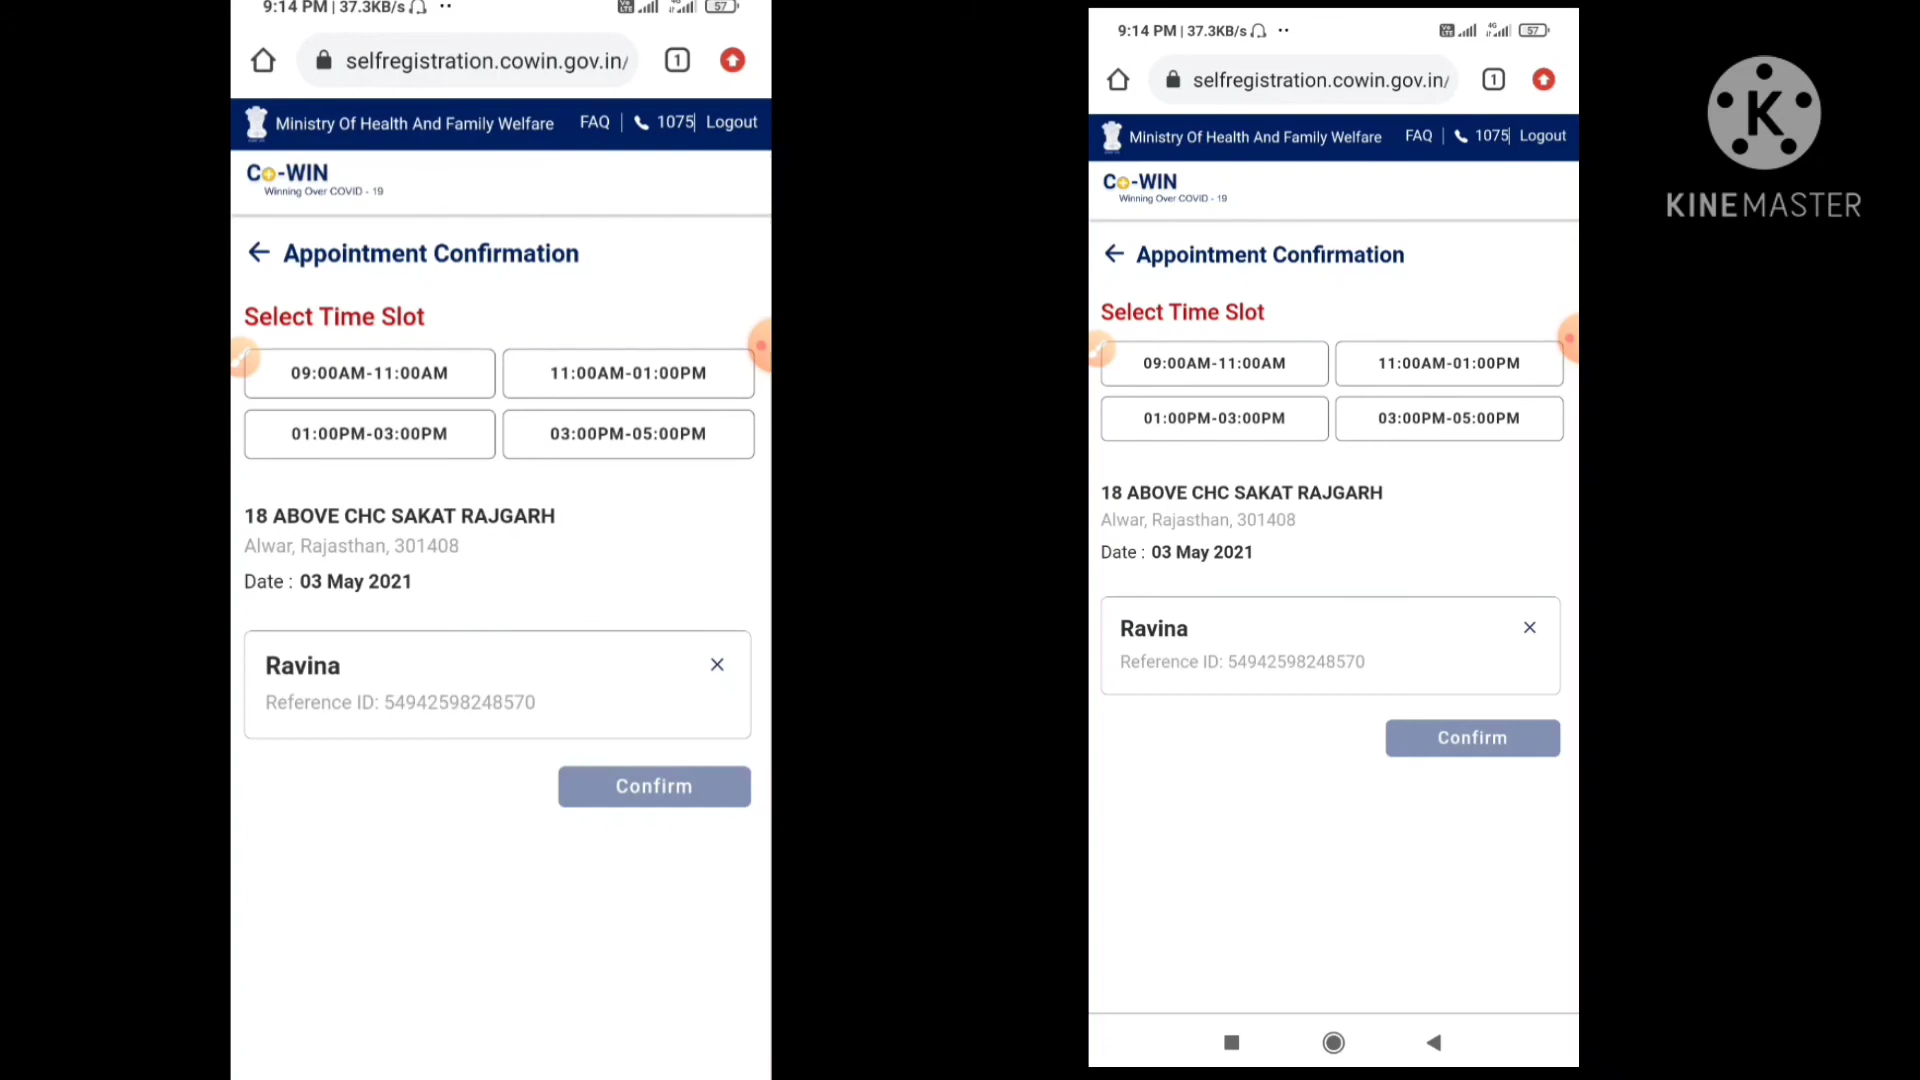 9:14 PM | 37.3KB/s
57
selfregistration.cowin.gov.in/
1
Ministry Of Health And Family Welfare
FAQ
1075
Logout
Co-WIN
Winning Over COVID - 19
Appointment Confirmation
Select Time Slot
09:00AM-11:00AM
11:00AM-01:00PM
01:00PM-03:00PM
03:00PM-05:00PM
18 ABOVE CHC SAKAT RAJGARH
Alwar, Rajasthan, 301408
Date : 03 May 2021
Ravina
Reference ID: 54942598248570
Confirm
9:14 PM | 37.3KB/s
4G
57
selfregistration.cowin.gov.in/
1
Ministry Of Health And Family Welfare
FAQ
1075
Logout
Co-WIN
Winning Over COVID - 19
Appointment Confirmation
Select Time Slot
09:00AM-11:00AM
11:00AM-01:00PM
01:00PM-03:00PM
03:00PM-05:00PM
18 ABOVE CHC SAKAT RAJGARH
Alwar, Rajasthan, 301408
Date : 03 May 2021
Ravina
Reference ID: 54942598248570
Confirm
K
KINEMASTER